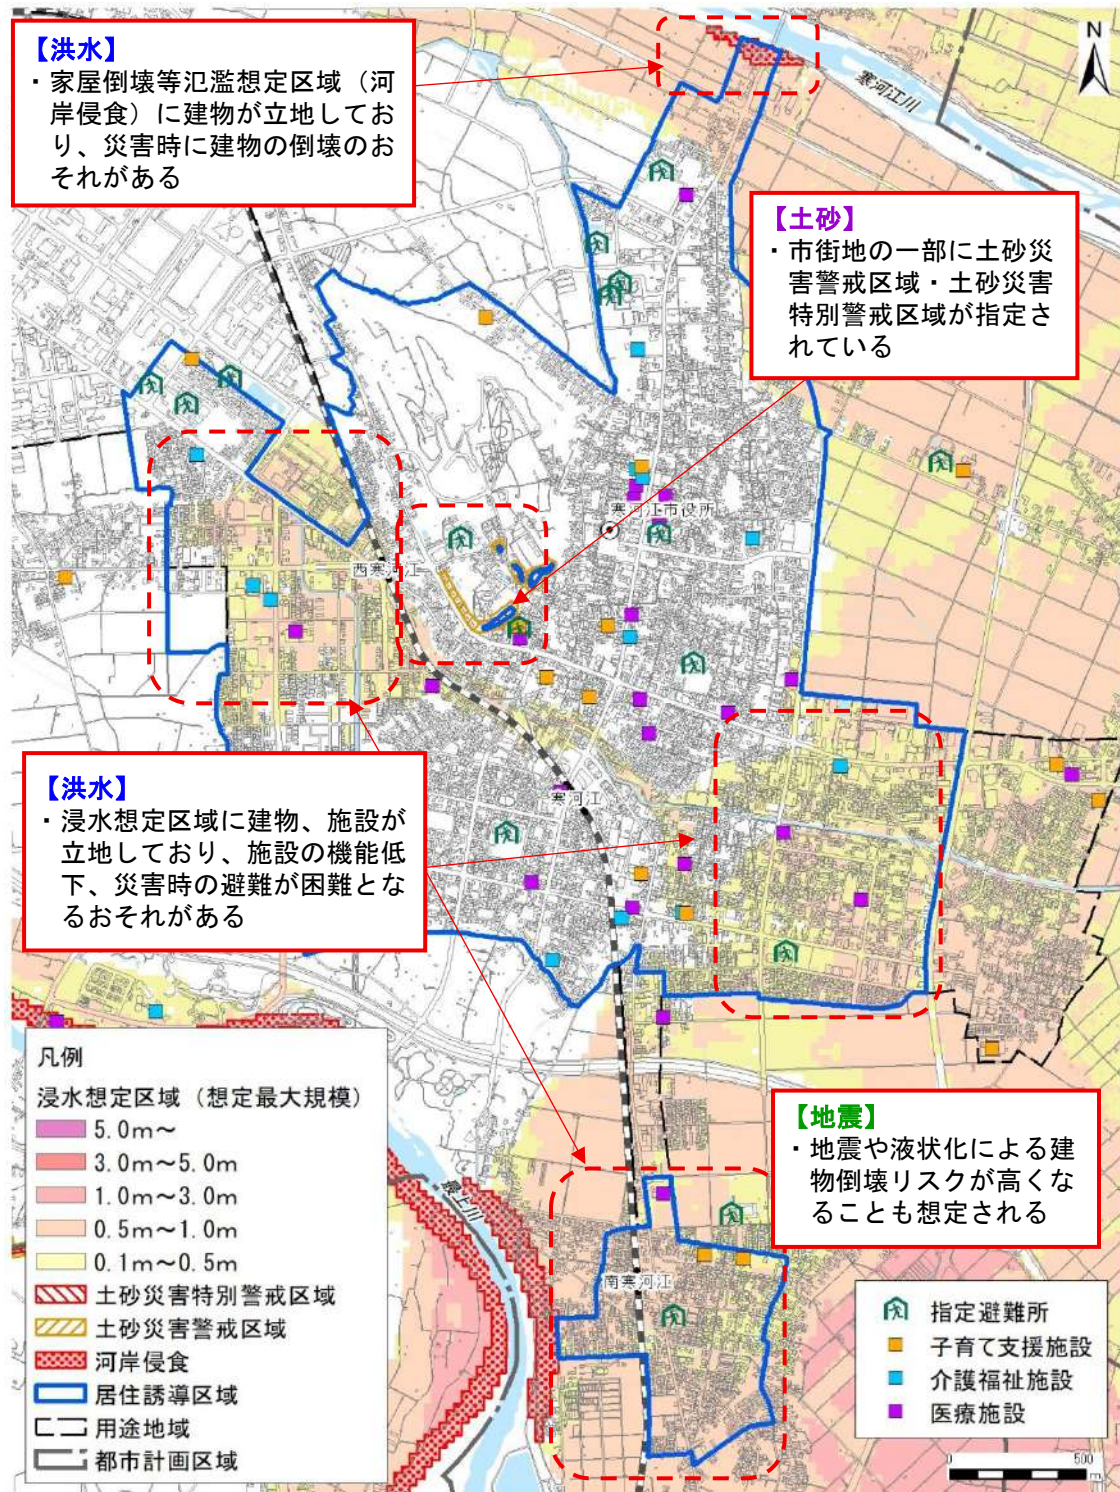 【洪水】
・家屋倒壊等氾濫想定区域（河
岸侵食）に建物が立地してお
り、災害時に建物の倒壊のお
それがある
N
寒河江川
【土砂】
・市街地の一部に土砂災
害警戒区域・土砂災害
特別警戒区域が指定さ
れている
寒河江市役所
西寒河江
【洪水】
・浸水想定区域に建物、施設が
立地しており、施設の機能低
下、災害時の避難が困難とな
るおそれがある
寒河江
凡例
浸水想定区域（想定最大規模）
5.0m～
3.0m～5.0m
1.0m～3.0m
0.5m～1.0m
0.1m～0.5m
土砂災害特別警戒区域
土砂災害警戒区域
河岸侵食
居住誘導区域
用途地域
都市計画区域
最上川
【地震】
・地震や液状化による建
物倒壊リスクが高くな
ることも想定される
南寒河江
指定避難所
子育て支援施設
介護福祉施設
医療施設
0 500
m